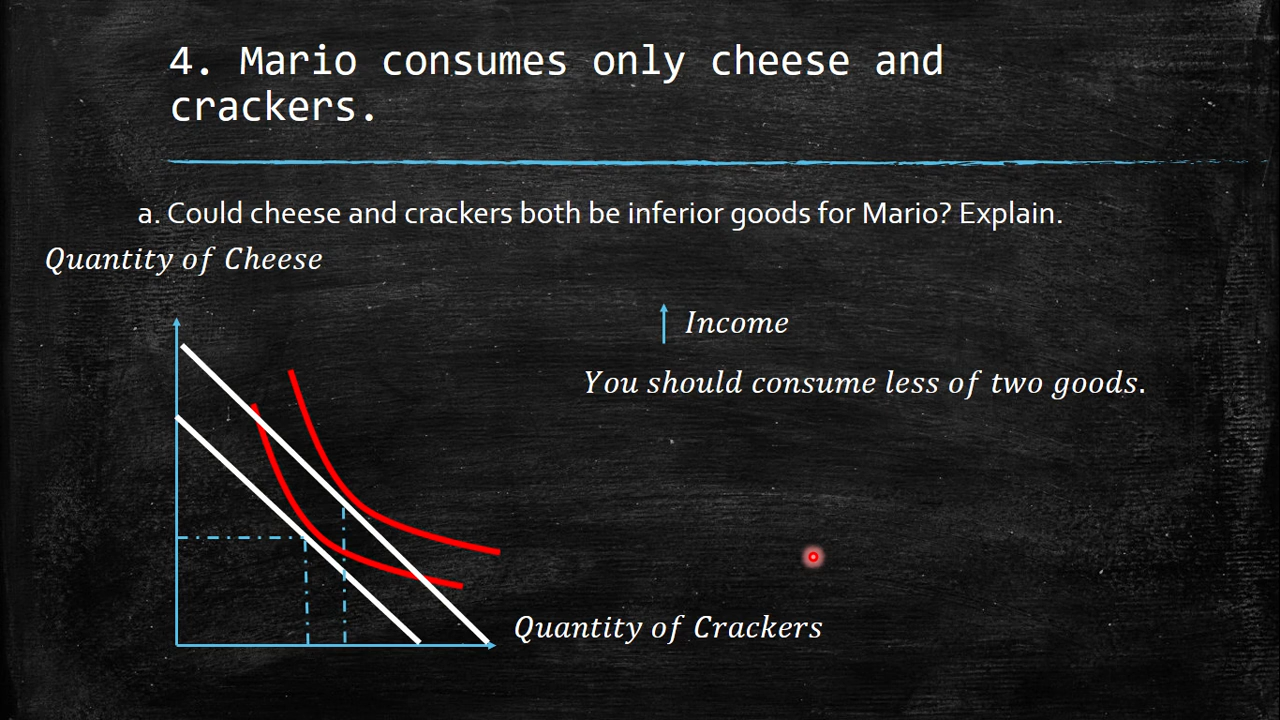 4. Mario consumes only cheese and
crackers.
a. Could cheese and crackers both be inferior goods for Mario? Explain.
Quantity of Cheese
Income
You should consume less of two goods.
Quantity of Crackers